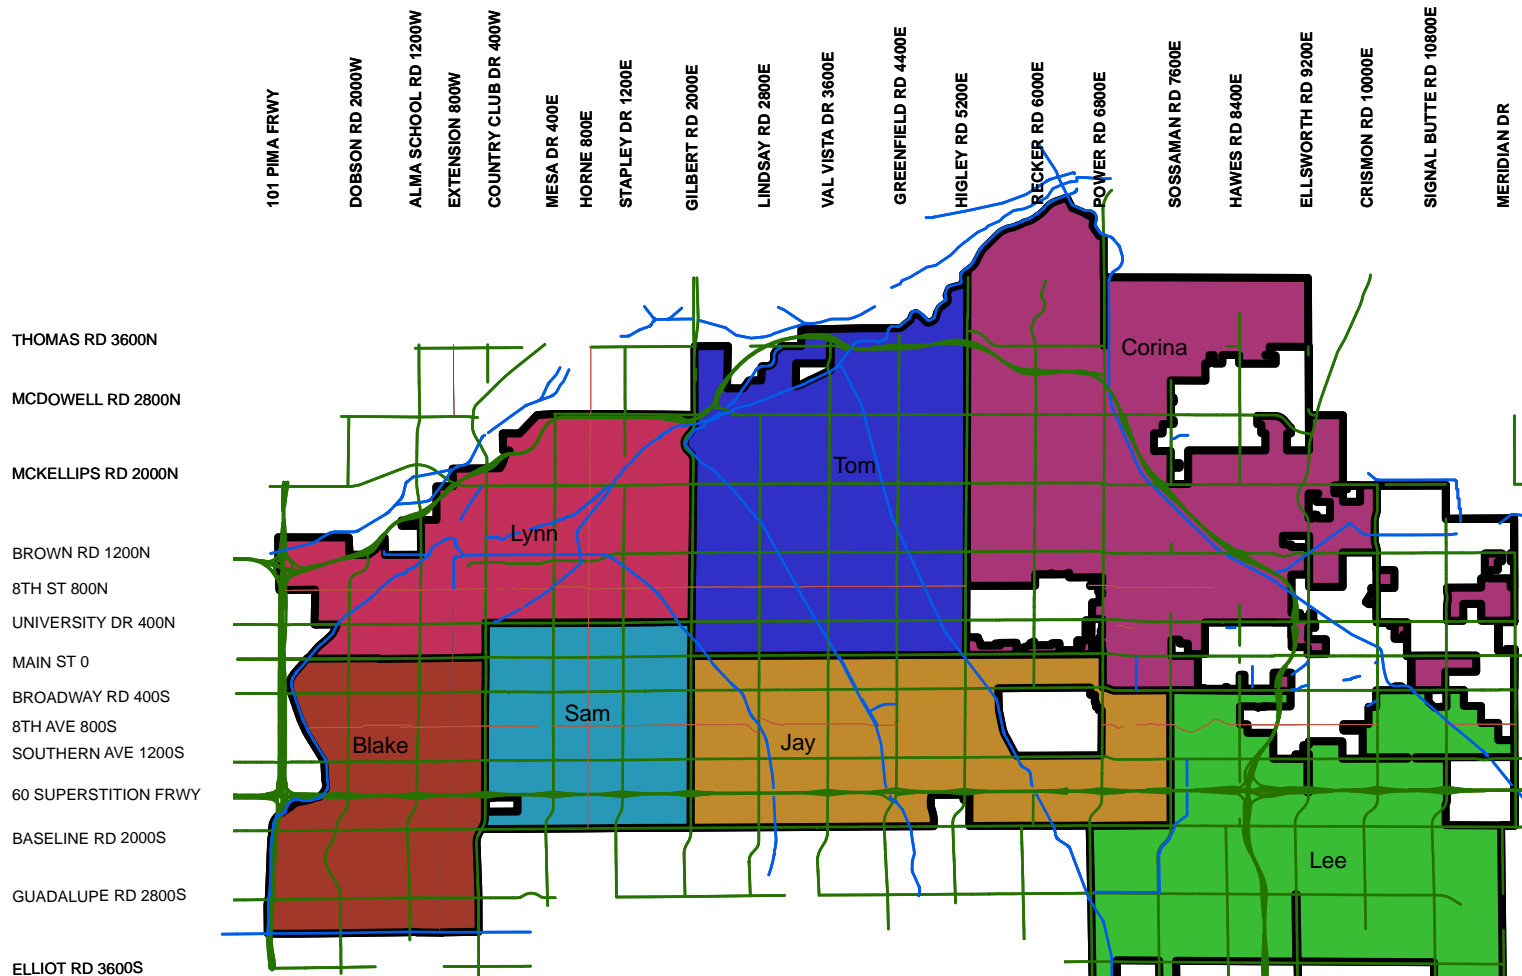 101 PIMA FRWY
DOBSON RD 2000W
ALMA SCHOOL RD 1200W
EXTENSION 800W
COUNTRY CLUB DR 400W
MESA DR 400E
HORNE 800E
STAPLEY DR 1200E
GILBERT RD 2000E
LINDSAY RD 2800E
VAL VISTA DR 3600E
GREENFIELD RD 4400E
HIGLEY RD 5200E
RECKER RD 6000E
POWER RD 6800E
SOSSAMAN RD 7600E
HAWES RD 8400E
ELLSWORTH RD 9200E
CRISMON RD 10000E
SIGNAL BUTTE RD 10800E
MERIDIAN DR
THOMAS RD 3600N
MCDOWELL RD 2800N
MCKELLIPS RD 2000N
BROWN RD 1200N
8TH ST 800N
UNIVERSITY DR 400N
MAIN ST 0
BROADWAY RD 400S
8TH AVE 800S
SOUTHERN AVE 1200S
60 SUPERSTITION FRWY
BASELINE RD 2000S
GUADALUPE RD 2800S
ELLIOT RD 3600S
Corina
Tom
Lynn
Sam
Jay
Blake
Lee